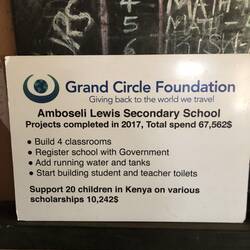 MATH-
Grand Circle Foundation
Giving back to the world we travel
Amboseli Lewis Secondary School
Projects completed in 2017, Total spend 67,562$
● Build 4 classrooms
● Register school with Government
● Add running water and tanks
● Start building student and teacher toilets
Support 20 children in Kenya on various
scholarships 10,242$